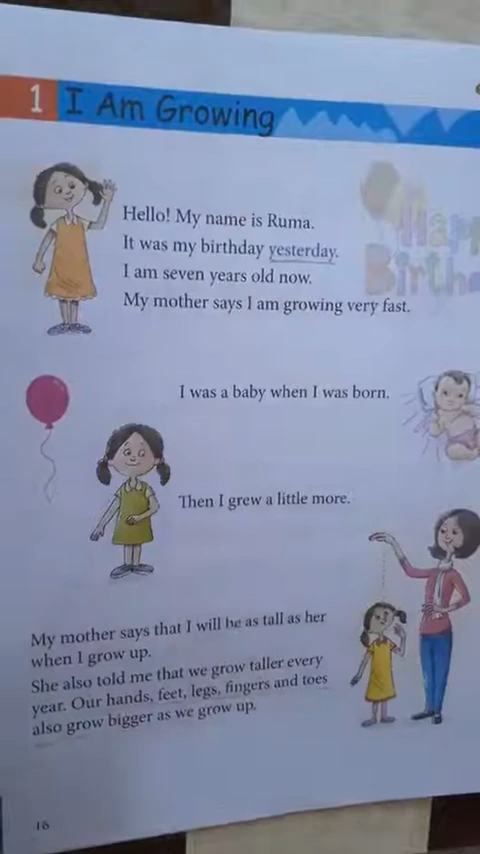 1 I Am Growing
Hello! My name is Ruma.
It was my birthday yesterday.
I am seven years old now.
My mother says I am growing very fast.
I was a baby when I was born.
Then I grew a little more.
My mother says that I will be as tall as her
when I grow up.
She also told me that we grow taller every
year. Our hands, feet, legs, fingers and toes
also grow bigger as we grow up.